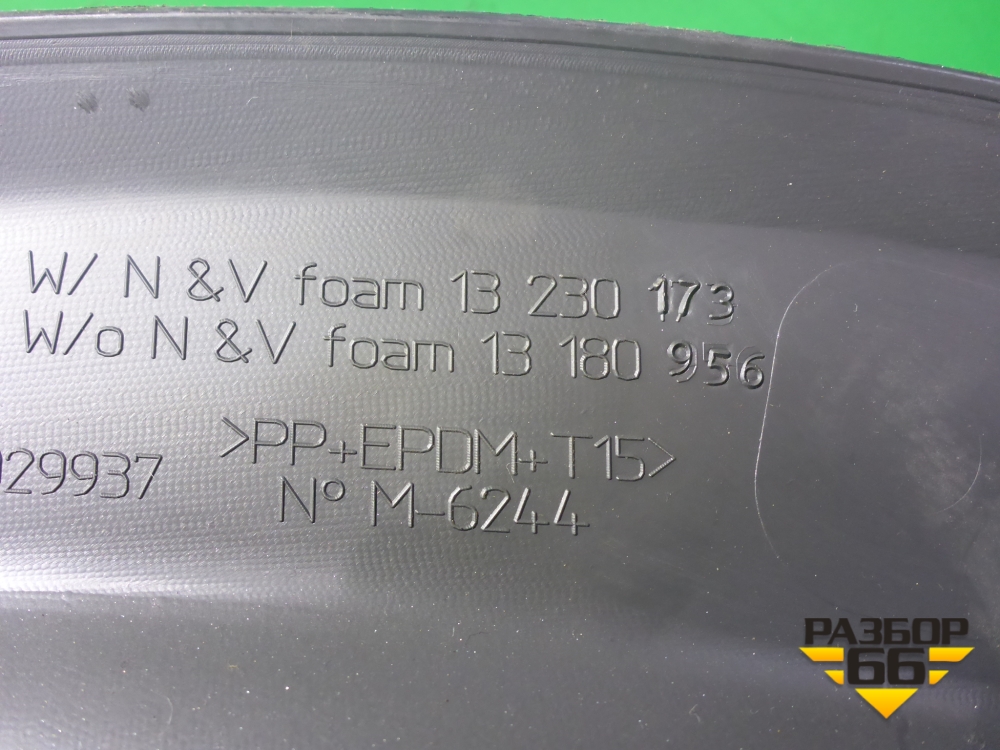 W/ N & V foam 13 230 173
W/o N & V foam 13 180 956
>PP+EPDM+T15<
29937
N° M-6244
РАЗБОР
66